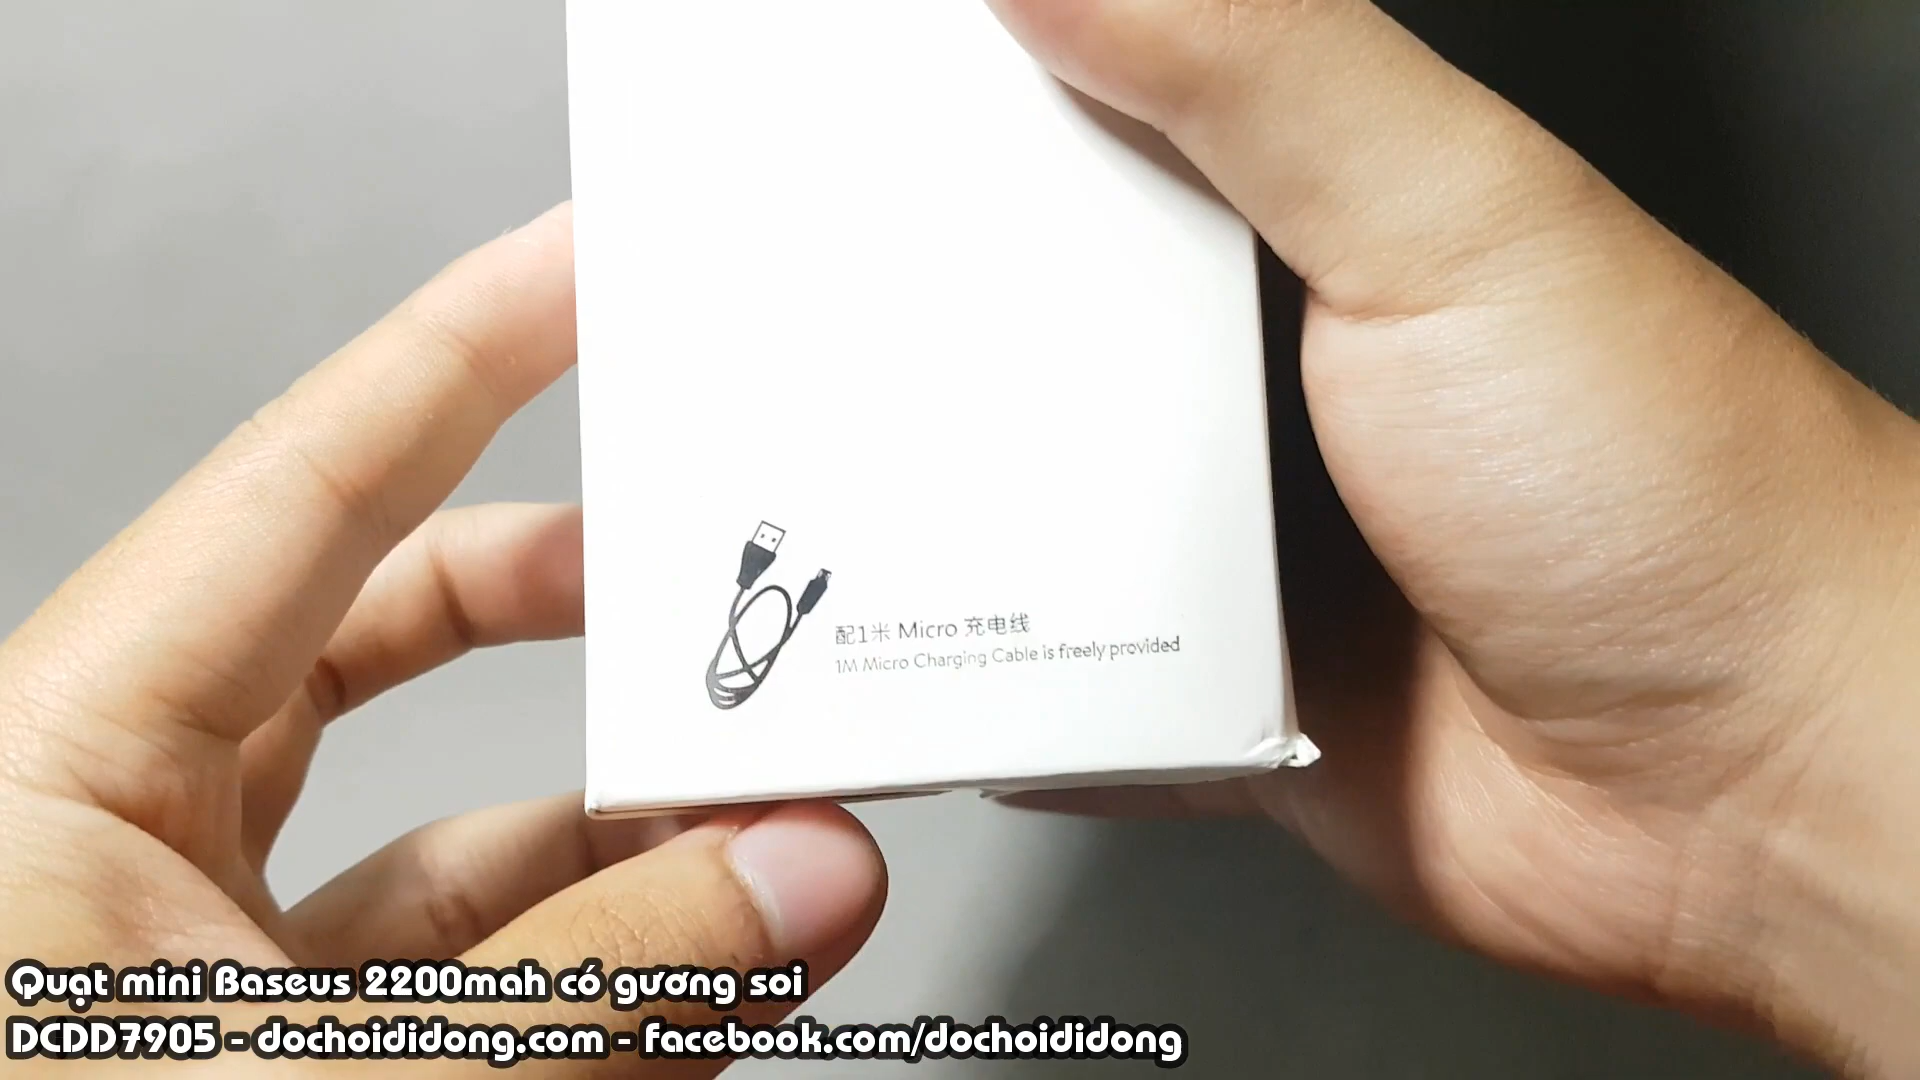 配1米 Micro 充电线
1M Micro Charging Cable is freely provided
Quạt mini Baseus 2200mah có gương soi
DCDD7905 - dochoididong.com - facebook.com/dochoididong